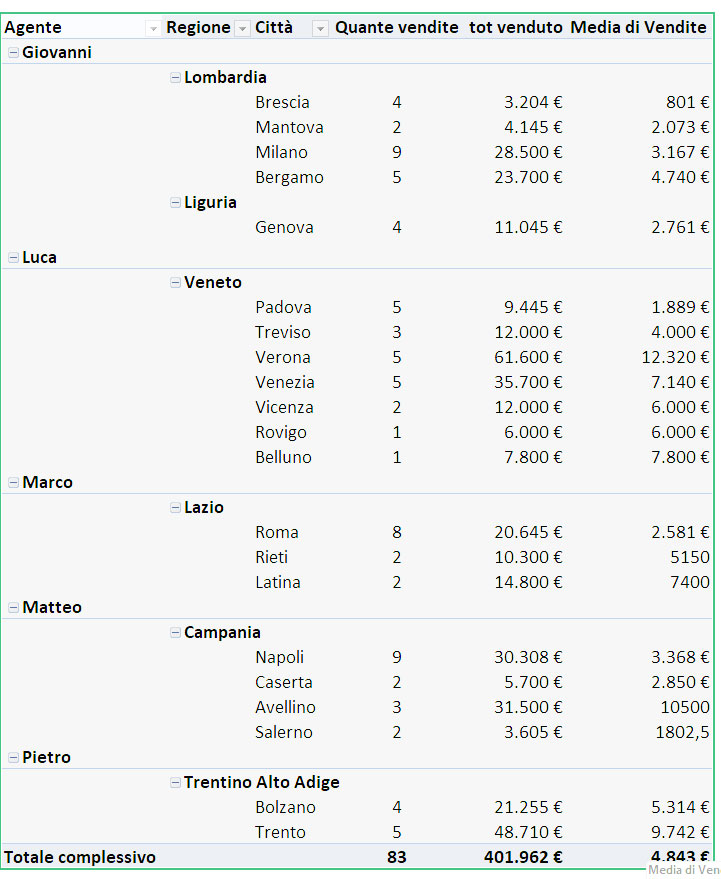 Agente Regione Città Quante vendite tot venduto Media di Vendite
Giovanni
Lombardia
Brescia 4 3.204 € 801 €
Mantova 2 4.145 € 2.073 €
Milano 9 28.500 € 3.167 €
Bergamo 5 23.700 € 4.740 €
Liguria
Genova 4 11.045 € 2.761 €
Luca
Veneto
Padova 5 9.445 € 1.889 €
Treviso 3 12.000 € 4.000 €
Verona 5 61.600 € 12.320 €
Venezia 5 35.700 € 7.140 €
Vicenza 2 12.000 € 6.000 €
Rovigo 1 6.000 € 6.000 €
Belluno 1 7.800 € 7.800 €
Marco
Lazio
Roma 8 20.645 € 2.581 €
Rieti 2 10.300 € 5150
Latina 2 14.800 € 7400
Matteo
Campania
Napoli 9 30.308 € 3.368 €
Caserta 2 5.700 € 2.850 €
Avellino 3 31.500 € 10500
Salerno 2 3.605 € 1802,5
Pietro
Trentino Alto Adige
Bolzano 4 21.255 € 5.314 €
Trento 5 48.710 € 9.742 €
Totale complessivo 83 401.962 € 4.843 €
Media di Ven